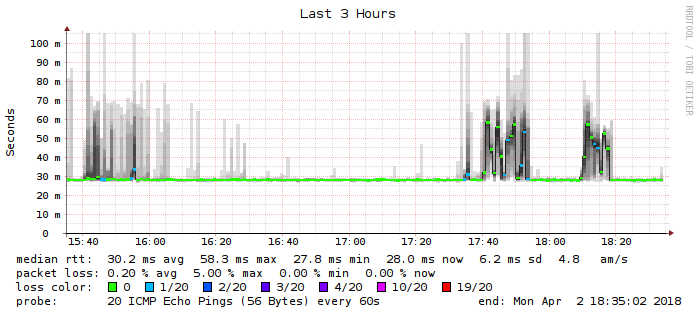 Last 3 Hours
RRDTOOL / TOBI OETIKER
Seconds
100 m
90 m
80 m
70 m
60 m
50 m
40 m
30 m
20 m
10 m
0
15:40 16:00 16:20 16:40 17:00 17:20 17:40 18:00 18:20
median rtt: 30.2 ms avg 58.3 ms max 27.8 ms min 28.0 ms now 6.2 ms sd 4.8 am/s
packet loss: 0.20 % avg 5.00 % max 0.00 % min 0.00 % now
loss color: 0 1/20 2/20 3/20 4/20 10/20 19/20
probe: 20 ICMP Echo Pings (56 Bytes) every 60s end: Mon Apr 2 18:35:02 2018